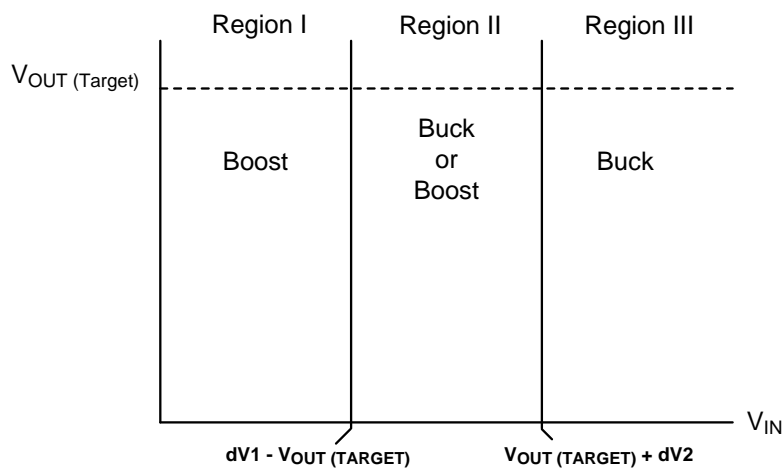 Region I
Region II
Region III
VOUT (Target)
Boost
Buck
or
Boost
Buck
VIN
dV1 - VOUT (TARGET)
VOUT (TARGET) + dV2